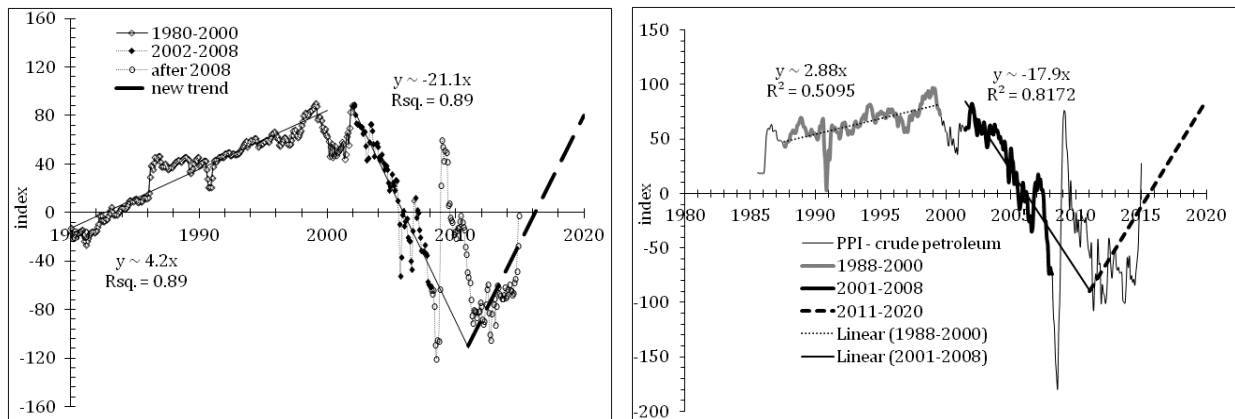 160
120
80
40
0
-40
-80
-120
-160
index
1980-2000
2002-2008
after 2008
new trend
y ~ -21.1x
Rsq. = 0.89
y ~ 4.2x
Rsq. = 0.89
1990
2000
2010
2020
150
100
50
0
-50
-100
-150
-200
index
y ~ 2.88x
R² = 0.5095
y ~ -17.9x
R² = 0.8172
1980
1985
1990
1995
2000
2005
2010
2015
2020
PPI - crude petroleum
1988-2000
2001-2008
2011-2020
Linear (1988-2000)
Linear (2001-2008)